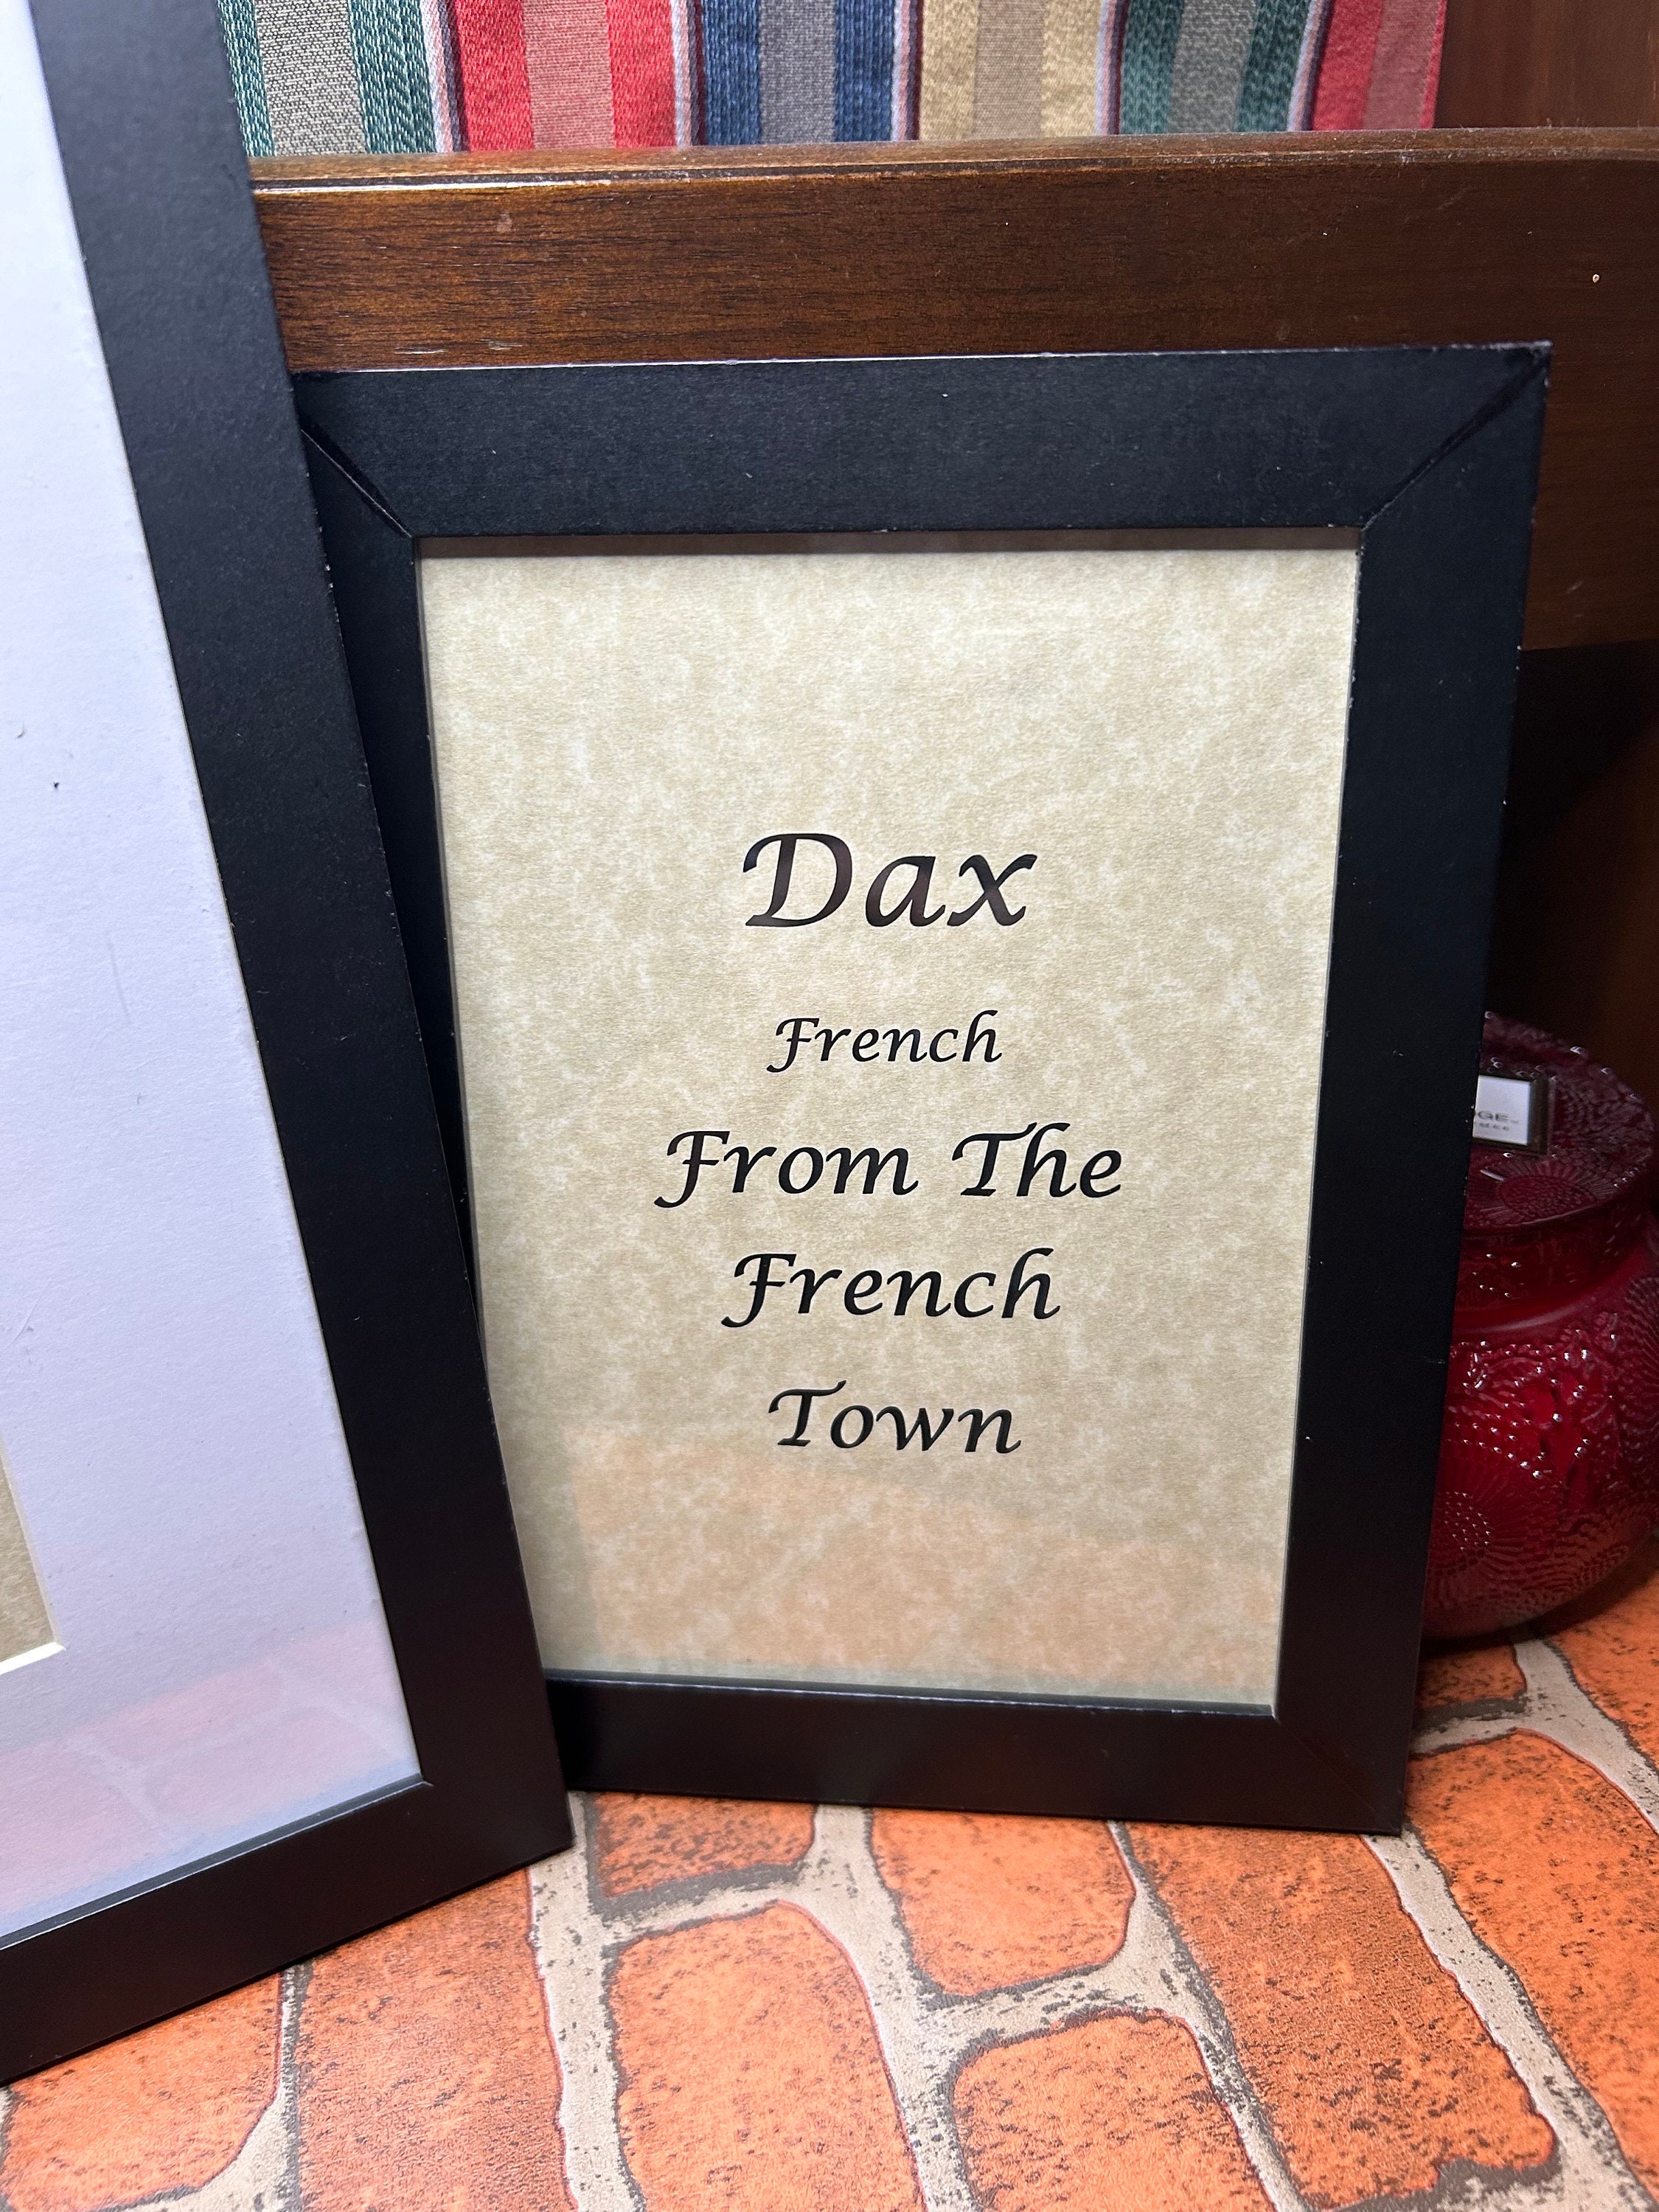 Dax
French
From The
French
Town